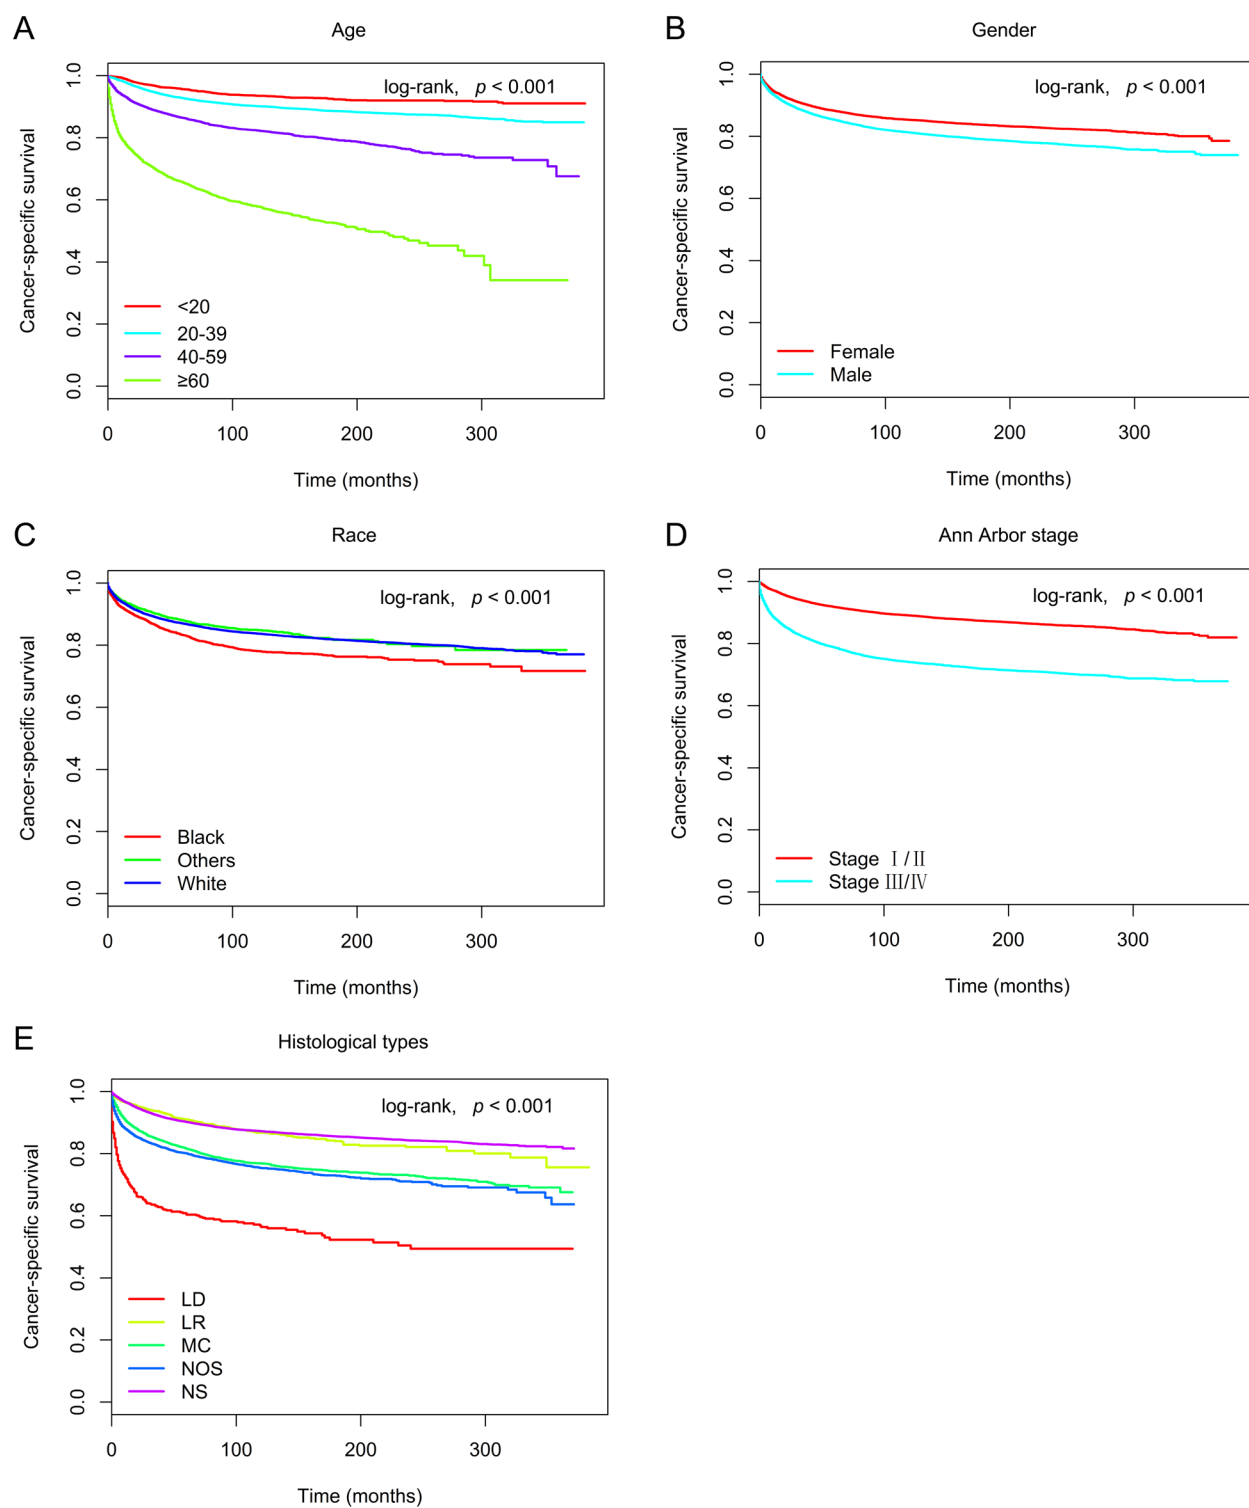 A
Age
log-rank, p < 0.001
Cancer-specific survival
1.0
0.8
0.6
0.4
0.2
0.0
<20
20-39
40-59
≥60
0 100 200 300
Time (months)
B
Gender
log-rank, p < 0.001
Cancer-specific survival
1.0
0.8
0.6
0.4
0.2
0.0
Female
Male
0 100 200 300
Time (months)
C
Race
log-rank, p < 0.001
Cancer-specific survival
1.0
0.8
0.6
0.4
0.2
0.0
Black
Others
White
0 100 200 300
Time (months)
D
Ann Arbor stage
log-rank, p < 0.001
Cancer-specific survival
1.0
0.8
0.6
0.4
0.2
0.0
Stage Ⅰ/Ⅱ
Stage Ⅲ/Ⅳ
0 100 200 300
Time (months)
E
Histological types
log-rank, p < 0.001
Cancer-specific survival
1.0
0.8
0.6
0.4
0.2
0.0
LD
LR
MC
NOS
NS
0 100 200 300
Time (months)